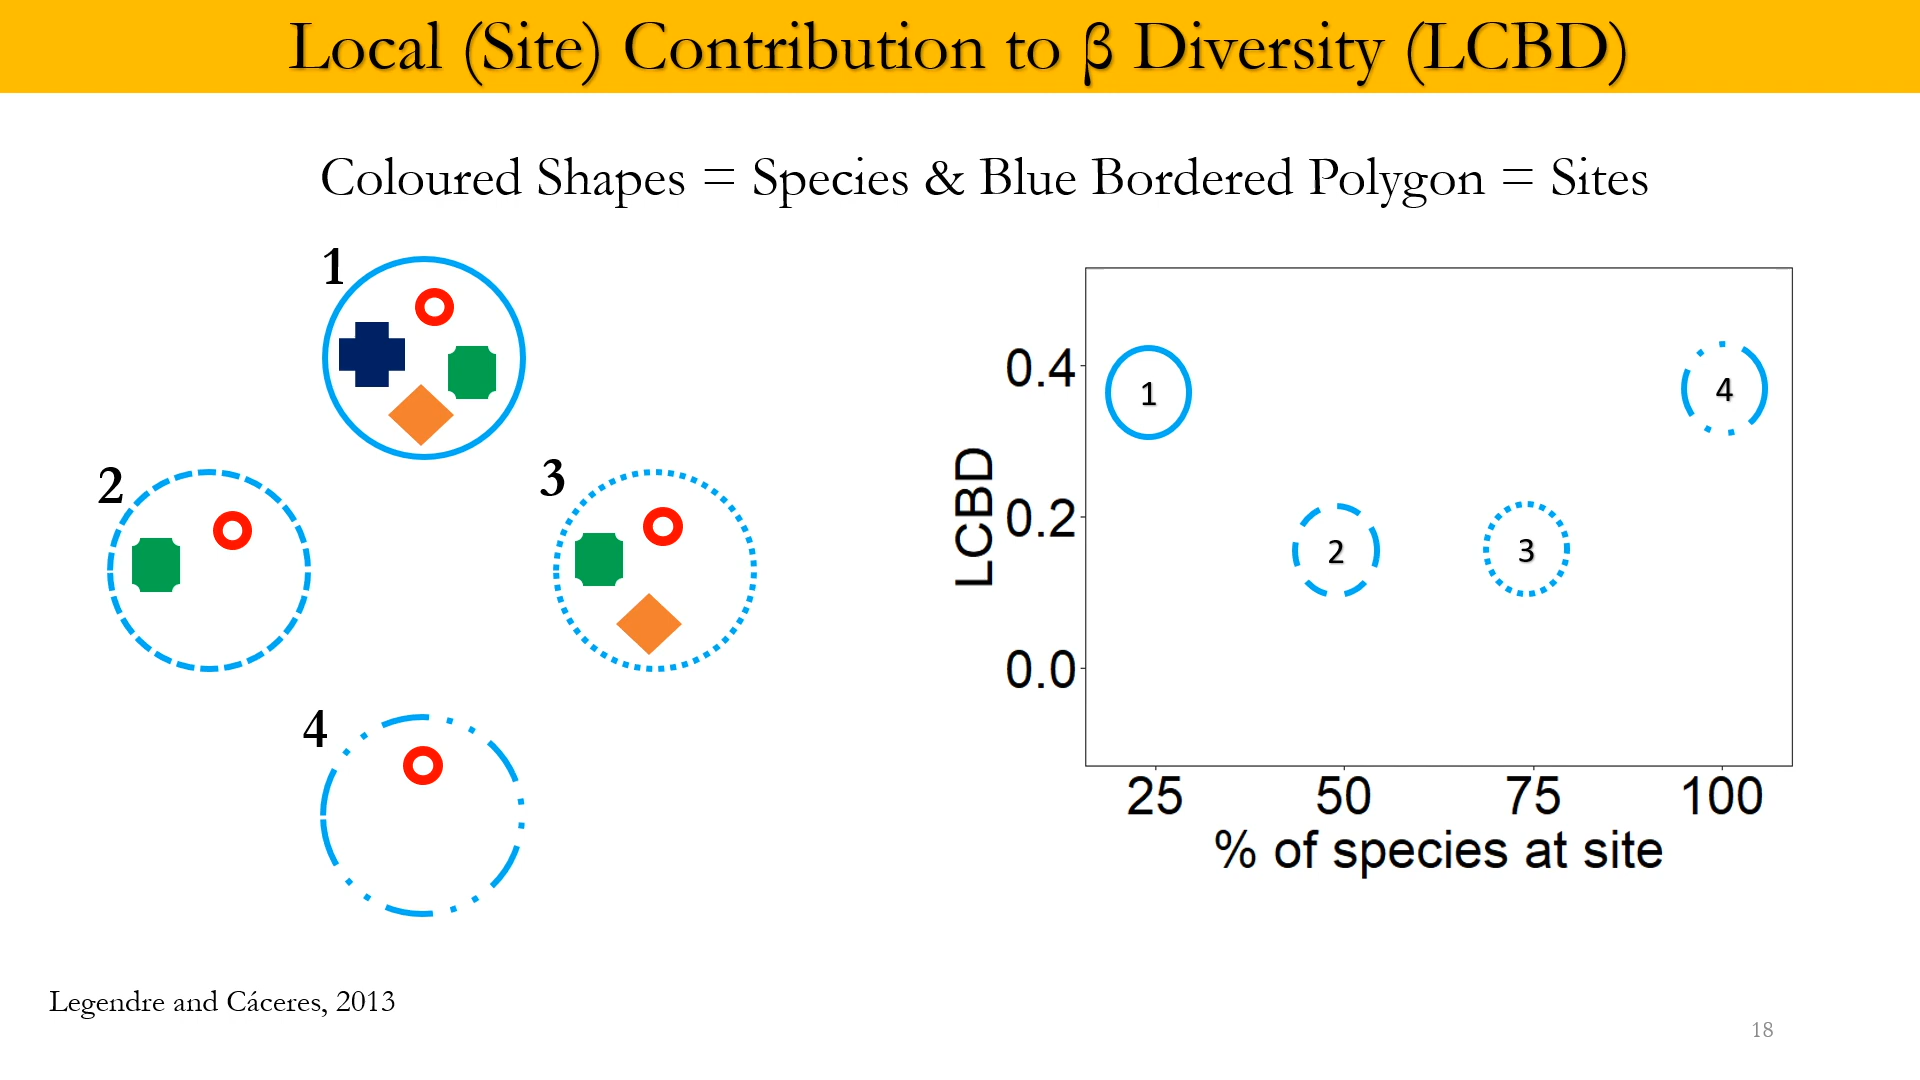 Local (Site) Contribution to β Diversity (LCBD)
Coloured Shapes = Species & Blue Bordered Polygon = Sites
1
2
3
4
LCBD
0.4
0.2
0.0
1
4
2
3
25 50 75 100
% of species at site
Legendre and Cáceres, 2013
18